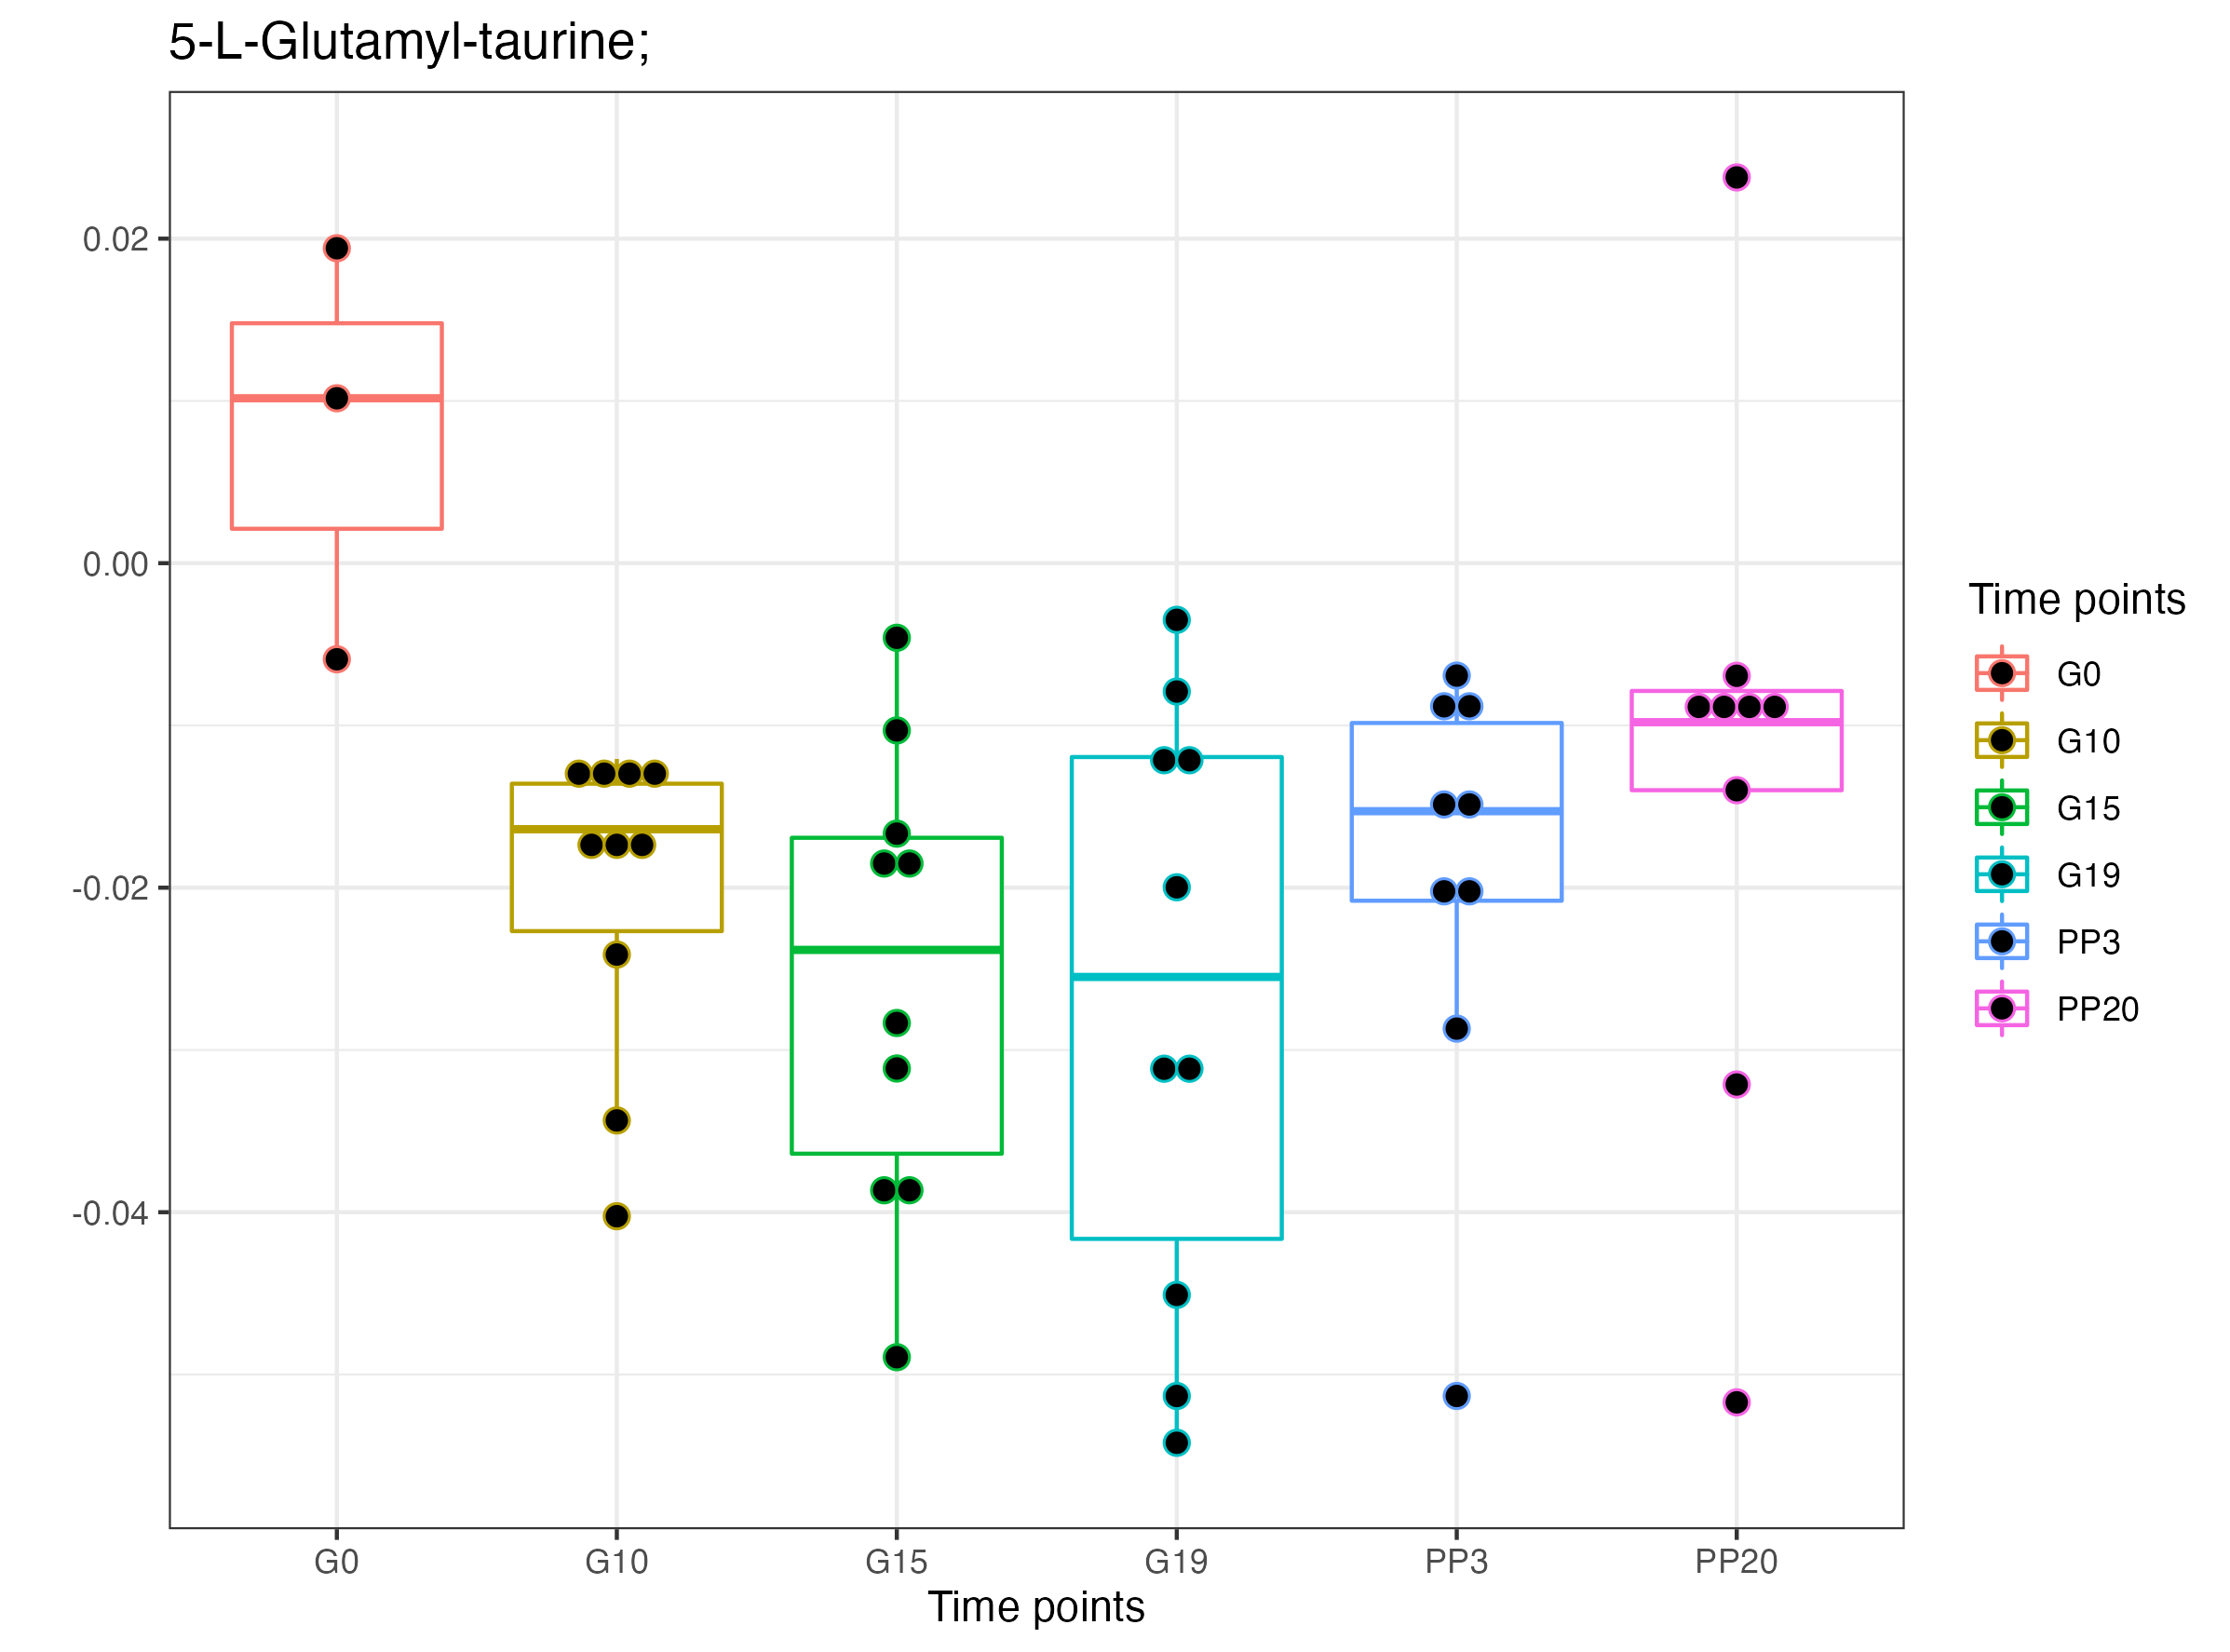 5-L-Glutamyl-taurine;
0.02
0.00
-0.02
-0.04
G0 G10 G15 G19 PP3 PP20
Time points
Time points
G0
G10
G15
G19
PP3
PP20